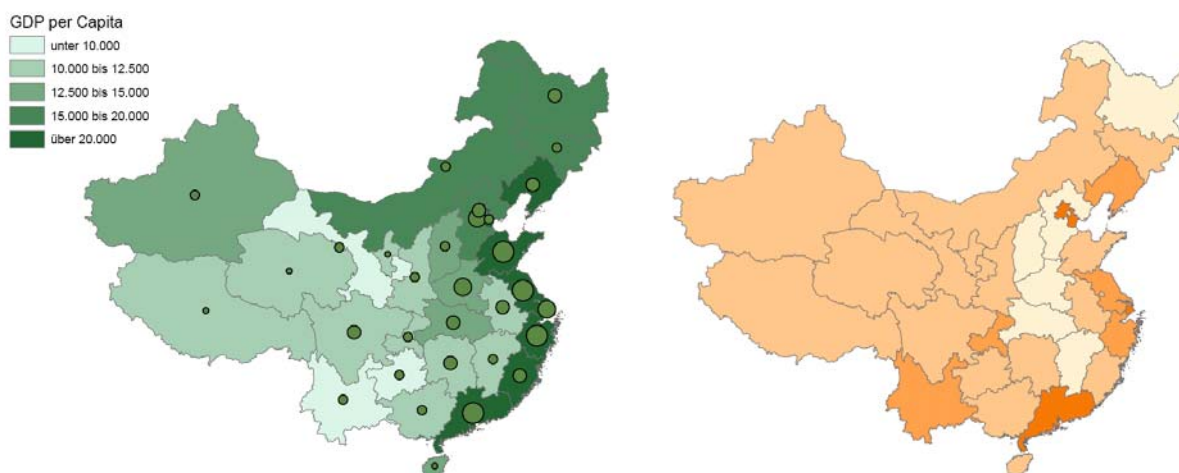 GDP per Capita
unter 10.000
10.000 bis 12.500
12.500 bis 15.000
15.000 bis 20.000
über 20.000